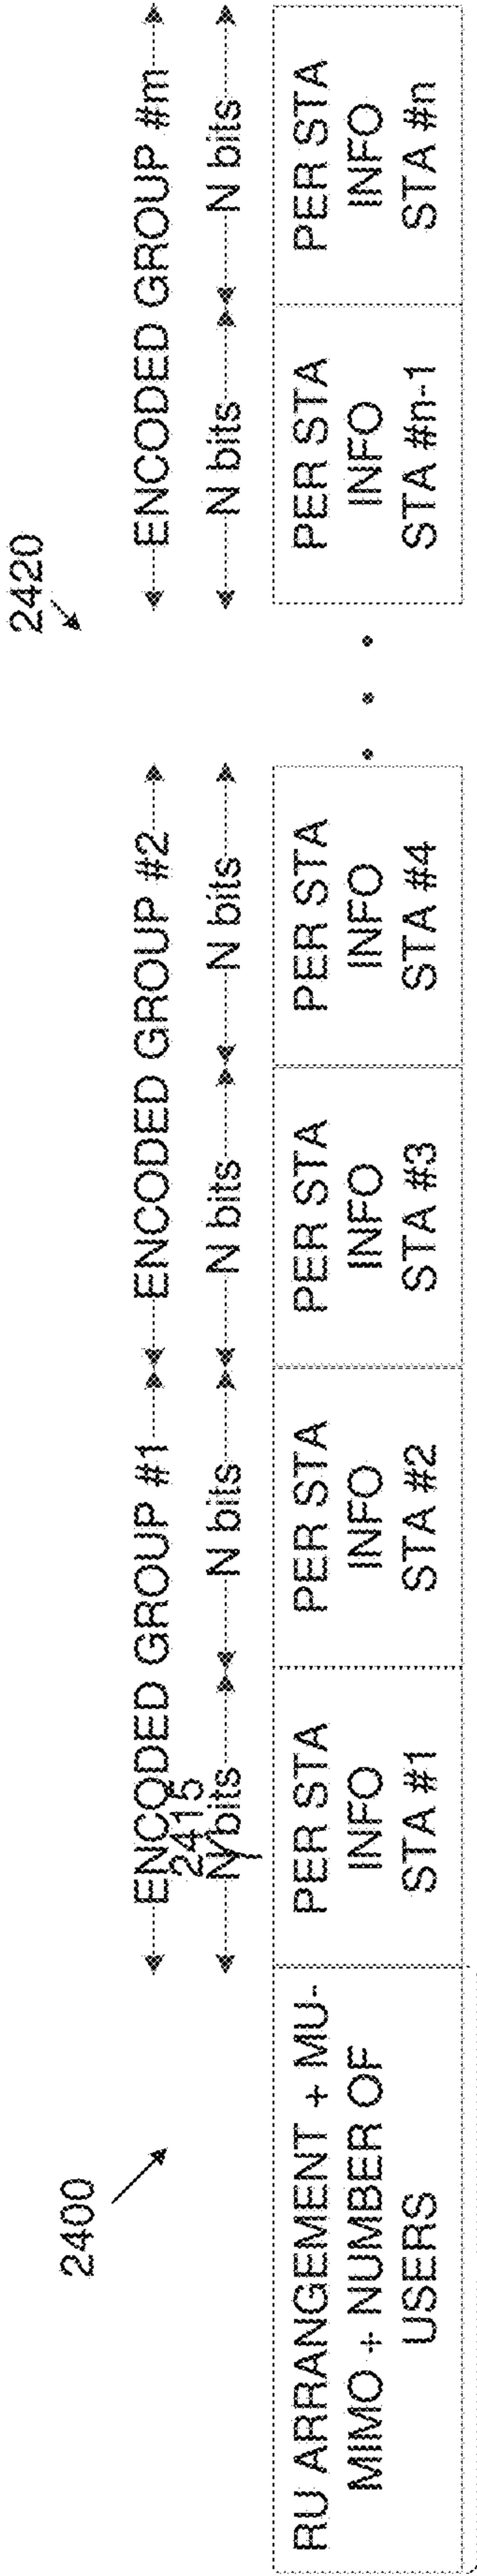 2400
2420
ENCODED GROUP #1
ENCODED GROUP #2
ENCODED GROUP #m
2415
N bits
N bits
N bits
N bits
N bits
N bits
RU ARRANGEMENT + MU-
MIMO + NUMBER OF
USERS
PER STA
INFO
STA #1
PER STA
INFO
STA #2
PER STA
INFO
STA #3
PER STA
INFO
STA #4
• • •
PER STA
INFO
STA #n-1
PER STA
INFO
STA #n